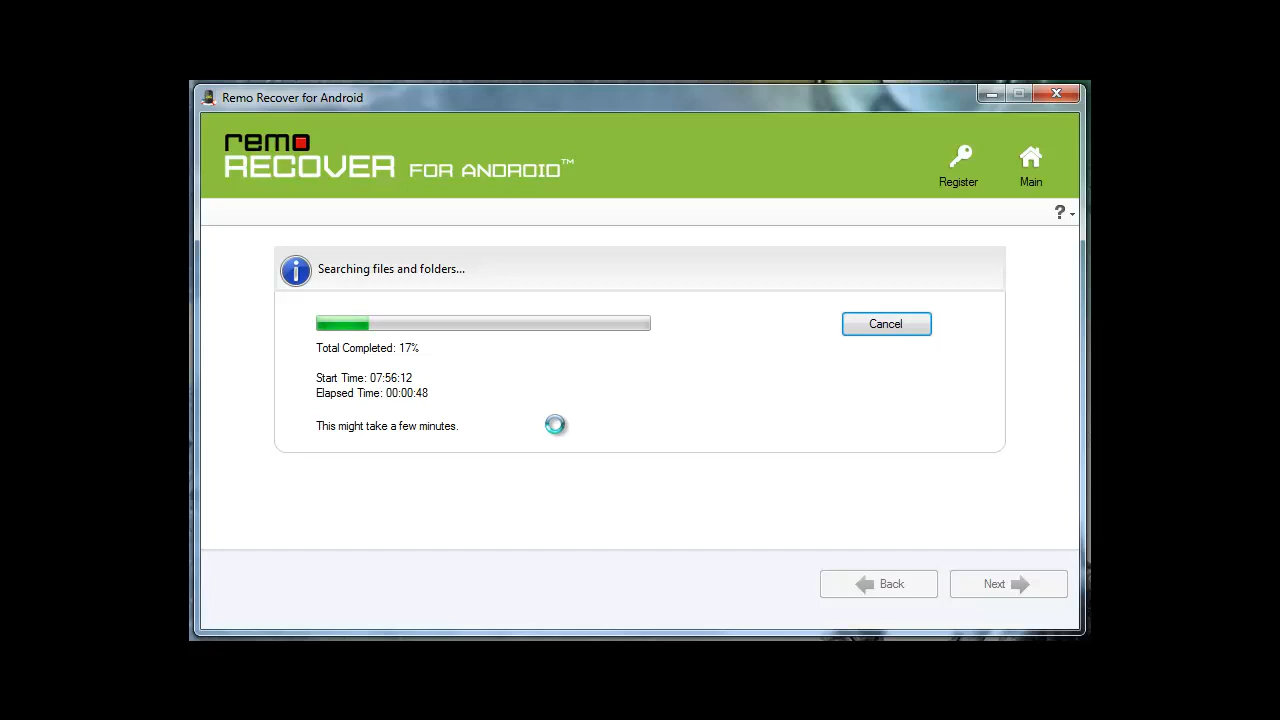 Remo Recover for Android
remo
RECOVER FOR ANDROID™
Register
Main
?
Searching files and folders...
Cancel
Total Completed: 17%
Start Time: 07:56:12
Elapsed Time: 00:00:48
This might take a few minutes.
Back
Next